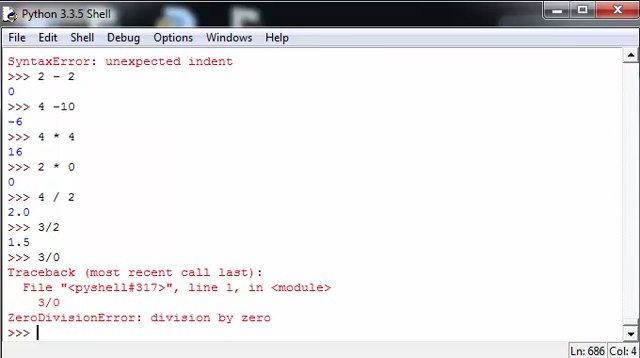 Python 3.3.5 Shell
File Edit Shell Debug Options Windows Help
SyntaxError: unexpected indent
>>> 2 - 2
0
>>> 4 -10
-6
>>> 4 * 4
16
>>> 2 * 0
0
>>> 4 / 2
2.0
>>> 3/2
1.5
>>> 3/0
Traceback (most recent call last):
  File "<pyshell#317>", line 1, in <module>
    3/0
ZeroDivisionError: division by zero
>>>
Ln: 686 Col: 4